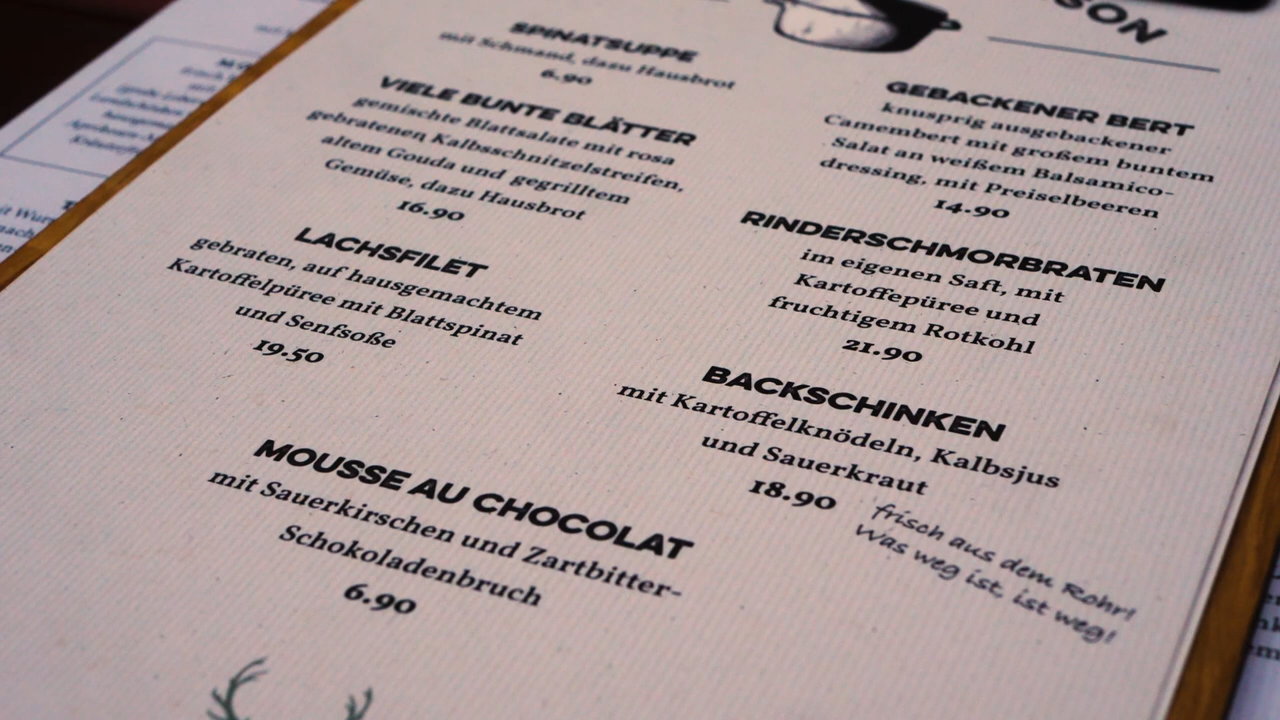 SPINATSUPPE
mit Schmand, dazu Hausbrot
6.90
VIELE BUNTE BLÄTTER
gemischte Blattsalate mit rosa
gebratenen Kalbsschnitzelstreifen,
altem Gouda und gegrilltem
Gemüse, dazu Hausbrot
16.90
LACHSFILET
gebraten, auf hausgemachtem
Kartoffelpüree mit Blattspinat
und Senfsoße
19.50
MOUSSE AU CHOCOLAT
mit Sauerkirschen und Zartbitter-
Schokoladenbruch
6.90
GEBACKENER BERT
knusprig ausgebackener
Camembert mit großem buntem
Salat an weißem Balsamico-
dressing, mit Preiselbeeren
14.90
RINDERSCHMORBRATEN
im eigenen Saft, mit
Kartoffepüree und
fruchtigem Rotkohl
21.90
BACKSCHINKEN
mit Kartoffelknödeln, Kalbsjus
und Sauerkraut
18.90
frisch aus dem Rohr!
Was weg ist, ist weg!